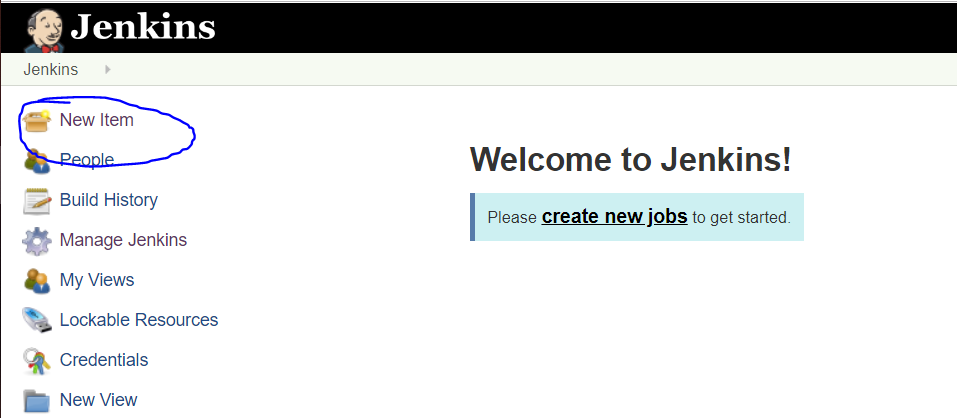 Jenkins
Jenkins
New Item
People
Build History
Manage Jenkins
My Views
Lockable Resources
Credentials
New View
Welcome to Jenkins!
Please create new jobs to get started.